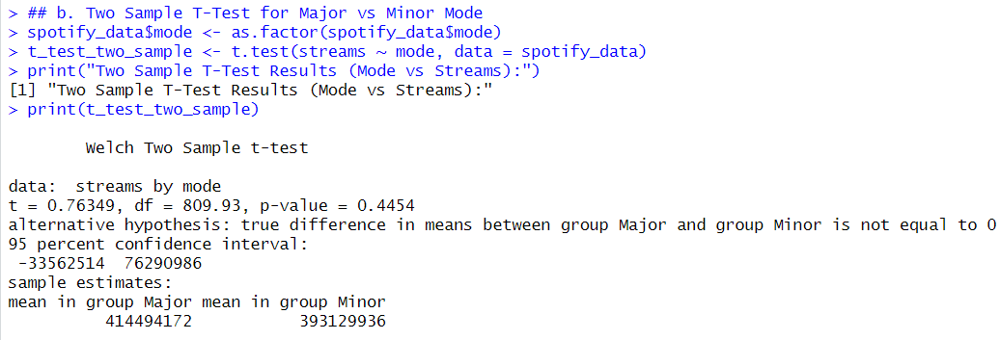 > ## b. Two Sample T-Test for Major vs Minor Mode
> spotify_data$mode <- as.factor(spotify_data$mode)
> t_test_two_sample <- t.test(streams ~ mode, data = spotify_data)
> print("Two Sample T-Test Results (Mode vs Streams):")
[1] "Two Sample T-Test Results (Mode vs Streams):"
> print(t_test_two_sample)
Welch Two Sample t-test
data:  streams by mode
t = 0.76349, df = 809.93, p-value = 0.4454
alternative hypothesis: true difference in means between group Major and group Minor is not equal to 0
95 percent confidence interval:
-33562514  76290986
sample estimates:
mean in group Major mean in group Minor
414494172           393129936